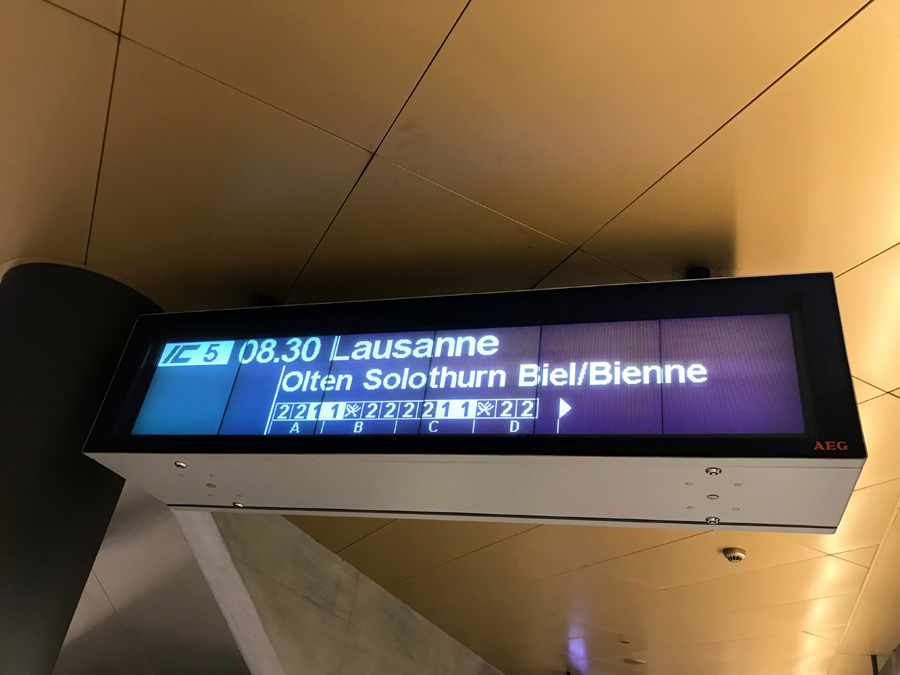 IC 5 08.30 Lausanne
Olten Solothurn Biel/Bienne
2 2 1 1 2 2 2 2 1 1 2 2
A B C D
AEG